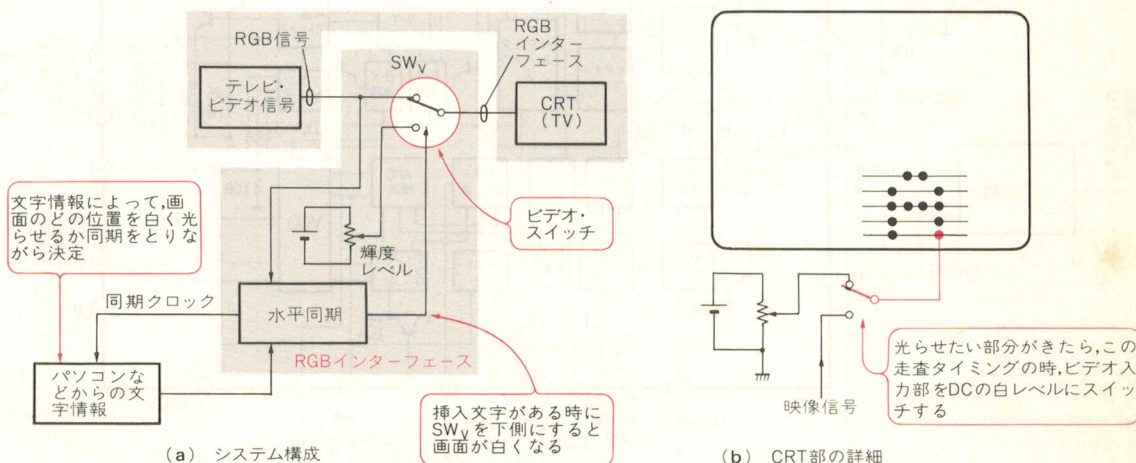 RGB信号
テレビ・
ビデオ信号
SWV
RGB
インター
フェース
CRT
(TV)
文字情報によって,画
面のどの位置を白く光
らせるか同期をとりな
がら決定
ビデオ・
スイッチ
輝度
レベル
同期クロック
水平同期
RGBインターフェース
パソコンな
どからの文
字情報
挿入文字がある時に
SWVを下側にすると
画面が白くなる
(a) システム構成
光らせたい部分がきたら,この
走査タイミングの時,ビデオ入
力部をDCの白レベルにスイッ
チする
映像信号
(b) CRT部の詳細